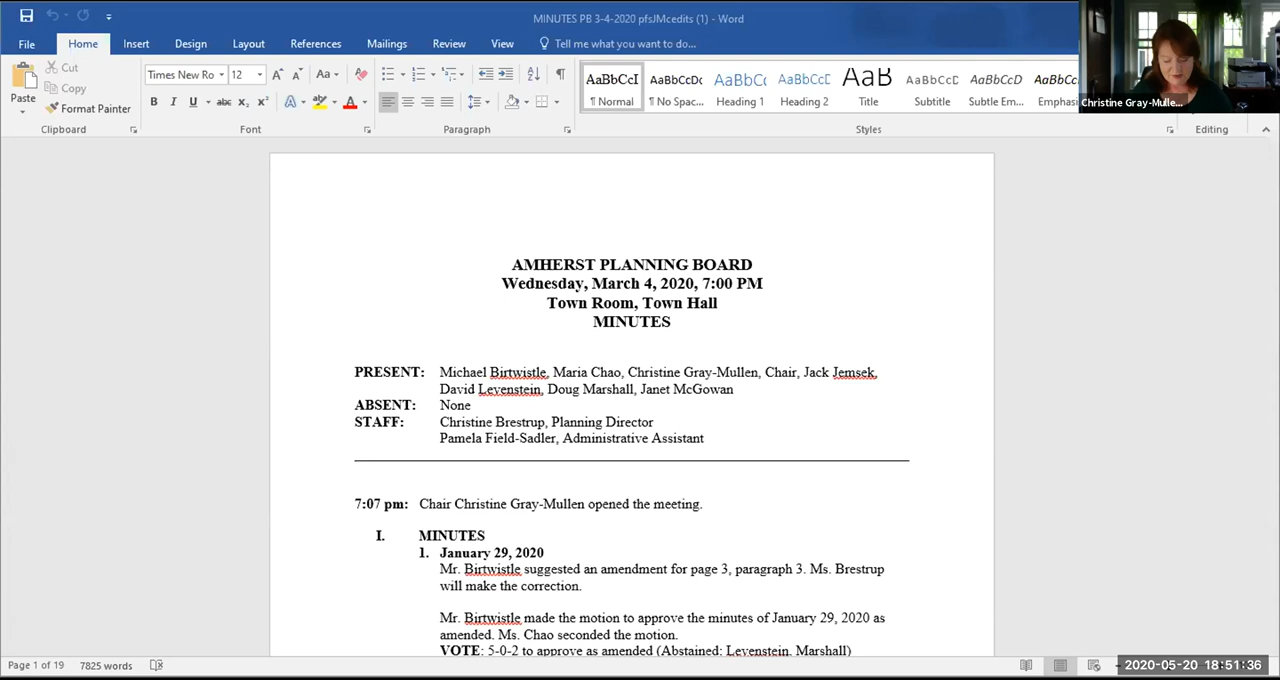 MINUTES PB 3-4-2020 pfsJMcedits (1) - Word
File Home Insert Design Layout References Mailings Review View Tell me what you want to do...
Paste
Cut
Copy
Format Painter
Times New Ro 12 Aa
B I U abc x₂ x² A ab A
AaBbCcI AaBbCcDc AaBbC( AaBbCcD AaB AaBbCcD AaBbCcD AaBbCc
¶ Normal ¶ No Spac... Heading 1 Heading 2 Title Subtitle Subtle Em... Emphasi
Clipboard Font Paragraph Styles Editing
Christine Gray-Mulle...
AMHERST PLANNING BOARD
Wednesday, March 4, 2020, 7:00 PM
Town Room, Town Hall
MINUTES
PRESENT: Michael Birtwistle, Maria Chao, Christine Gray-Mullen, Chair, Jack Jemsek,
David Levenstein, Doug Marshall, Janet McGowan
ABSENT: None
STAFF: Christine Brestrup, Planning Director
Pamela Field-Sadler, Administrative Assistant
7:07 pm: Chair Christine Gray-Mullen opened the meeting.
I. MINUTES
1. January 29, 2020
Mr. Birtwistle suggested an amendment for page 3, paragraph 3. Ms. Brestrup
will make the correction.
Mr. Birtwistle made the motion to approve the minutes of January 29, 2020 as
amended. Ms. Chao seconded the motion.
VOTE: 5-0-2 to approve as amended (Abstained: Levenstein, Marshall)
Page 1 of 19 7825 words
2020-05-20 18:51:36